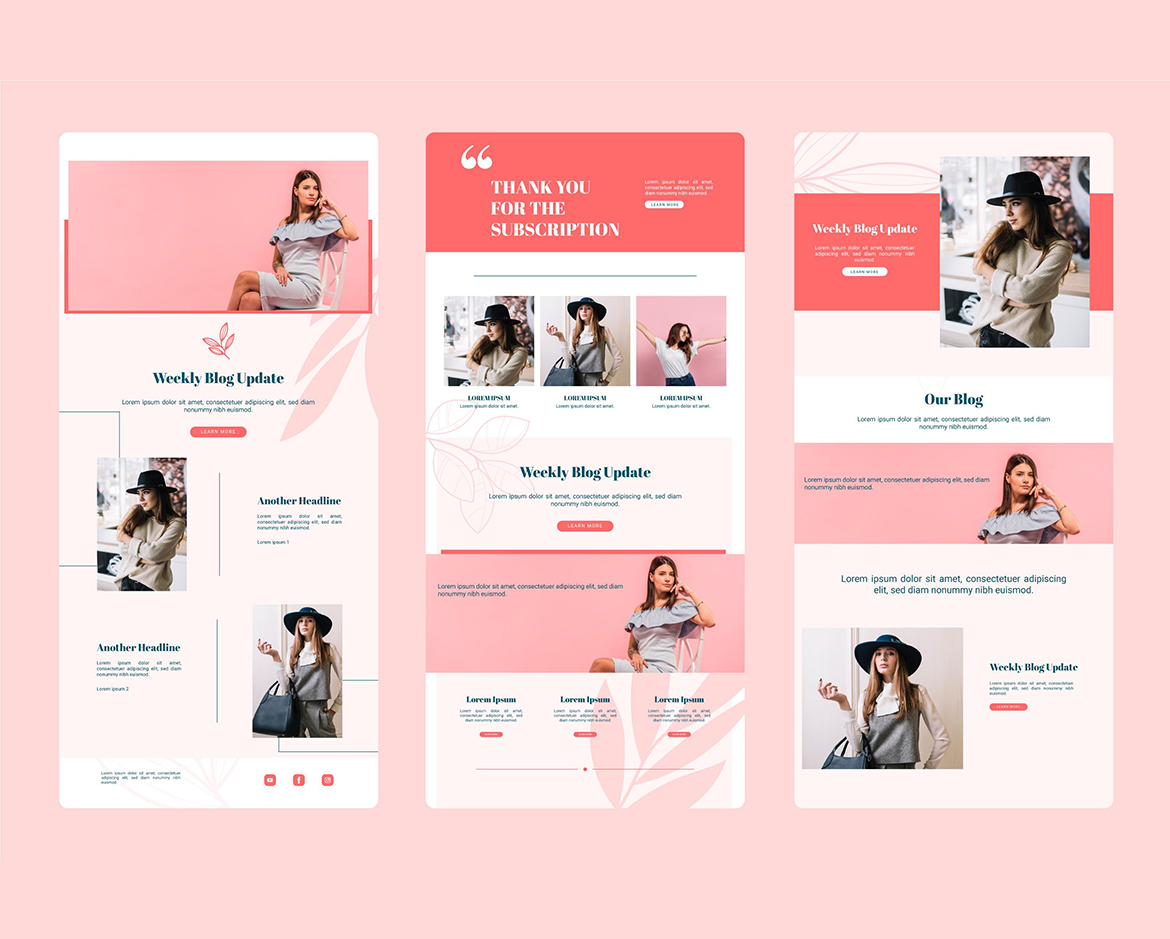 Weekly Blog Update
Lorem ipsum dolor sit amet, consectetuer adipiscing elit, sed diam
nonummy nibh euismod.
LEARN MORE
Another Headline
Lorem ipsum dolor sit amet,
consectetuer adipiscing elit, sed diam
nonummy nibh euismod.
Lorem ipsum 1
Another Headline
Lorem ipsum dolor sit amet,
consectetuer adipiscing elit, sed diam
nonummy nibh euismod.
Lorem ipsum 2
Lorem ipsum dolor sit amet, consectetuer
adipiscing elit, sed diam nonummy nibh
euismod.
THANK YOU
FOR THE
SUBSCRIPTION
Lorem ipsum dolor sit amet,
consectetuer adipiscing elit, sed diam
nonummy nibh euismod.
LEARN MORE
LOREM IPSUM
Lorem ipsum dolor sit amet.
LOREM IPSUM
Lorem ipsum dolor sit amet.
LOREM IPSUM
Lorem ipsum dolor sit amet.
Weekly Blog Update
Lorem ipsum dolor sit amet, consectetuer adipiscing elit, sed diam
nonummy nibh euismod.
LEARN MORE
Lorem ipsum dolor sit amet, consectetuer adipiscing elit, sed diam
nonummy nibh euismod.
Lorem Ipsum
Lorem ipsum dolor sit amet,
consectetuer adipiscing elit, sed
diam nonummy nibh euismod.
Lorem Ipsum
Lorem ipsum dolor sit amet,
consectetuer adipiscing elit, sed
diam nonummy nibh euismod.
Lorem Ipsum
Lorem ipsum dolor sit amet,
consectetuer adipiscing elit, sed
diam nonummy nibh euismod.
Weekly Blog Update
Lorem ipsum dolor sit amet, consectetuer
adipiscing elit, sed diam nonummy nibh
euismod.
LEARN MORE
Our Blog
Lorem ipsum dolor sit amet, consectetuer adipiscing elit, sed diam
nonummy nibh euismod.
Lorem ipsum dolor sit amet, consectetuer adipiscing elit, sed diam
nonummy nibh euismod.
Lorem ipsum dolor sit amet, consectetuer adipiscing
elit, sed diam nonummy nibh euismod.
Weekly Blog Update
Lorem ipsum dolor sit amet, consectetuer
adipiscing elit, sed diam nonummy nibh
euismod.
LEARN MORE